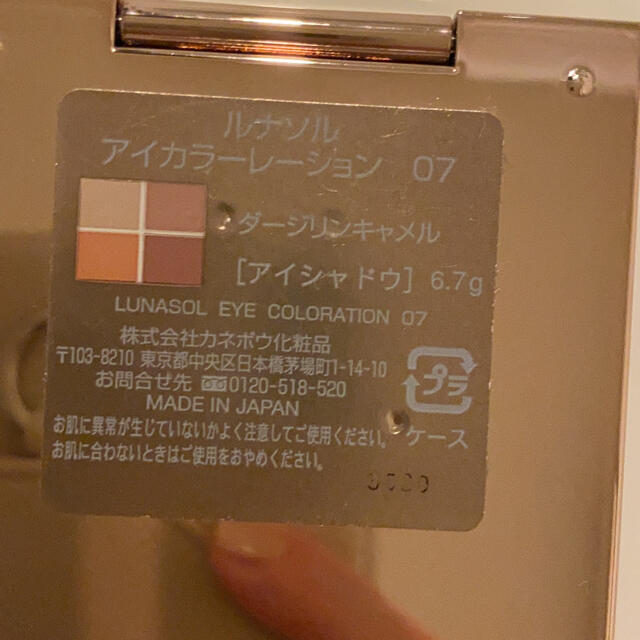 ルナソル
アイカラーレーション 07
ダージリンキャメル
[アイシャドウ] 6.7g
LUNASOL EYE COLORATION 07
株式会社カネボウ化粧品
〒103-8210 東京都中央区日本橋茅場町1-14-10
お問合せ先 0120-518-520
MADE IN JAPAN
プラ
ケース
お肌に異常が生じていないかよく注意してご使用ください。
お肌に合わないときはご使用をおやめください。